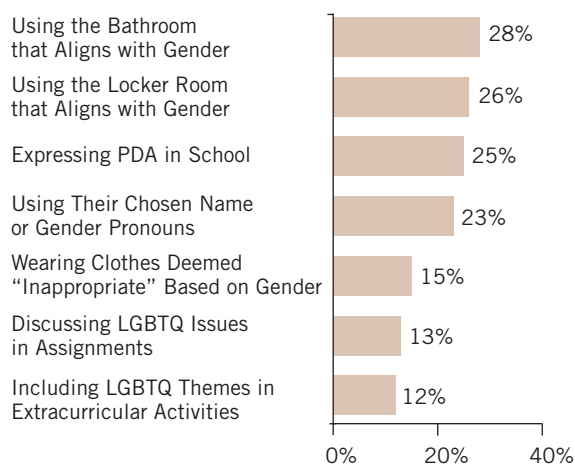 Using the Bathroom
that Aligns with Gender
28%
Using the Locker Room
that Aligns with Gender
26%
Expressing PDA in School
25%
Using Their Chosen Name
or Gender Pronouns
23%
Wearing Clothes Deemed
“Inappropriate” Based on Gender
15%
Discussing LGBTQ Issues
in Assignments
13%
Including LGBTQ Themes in
Extracurricular Activities
12%
0% 20% 40%